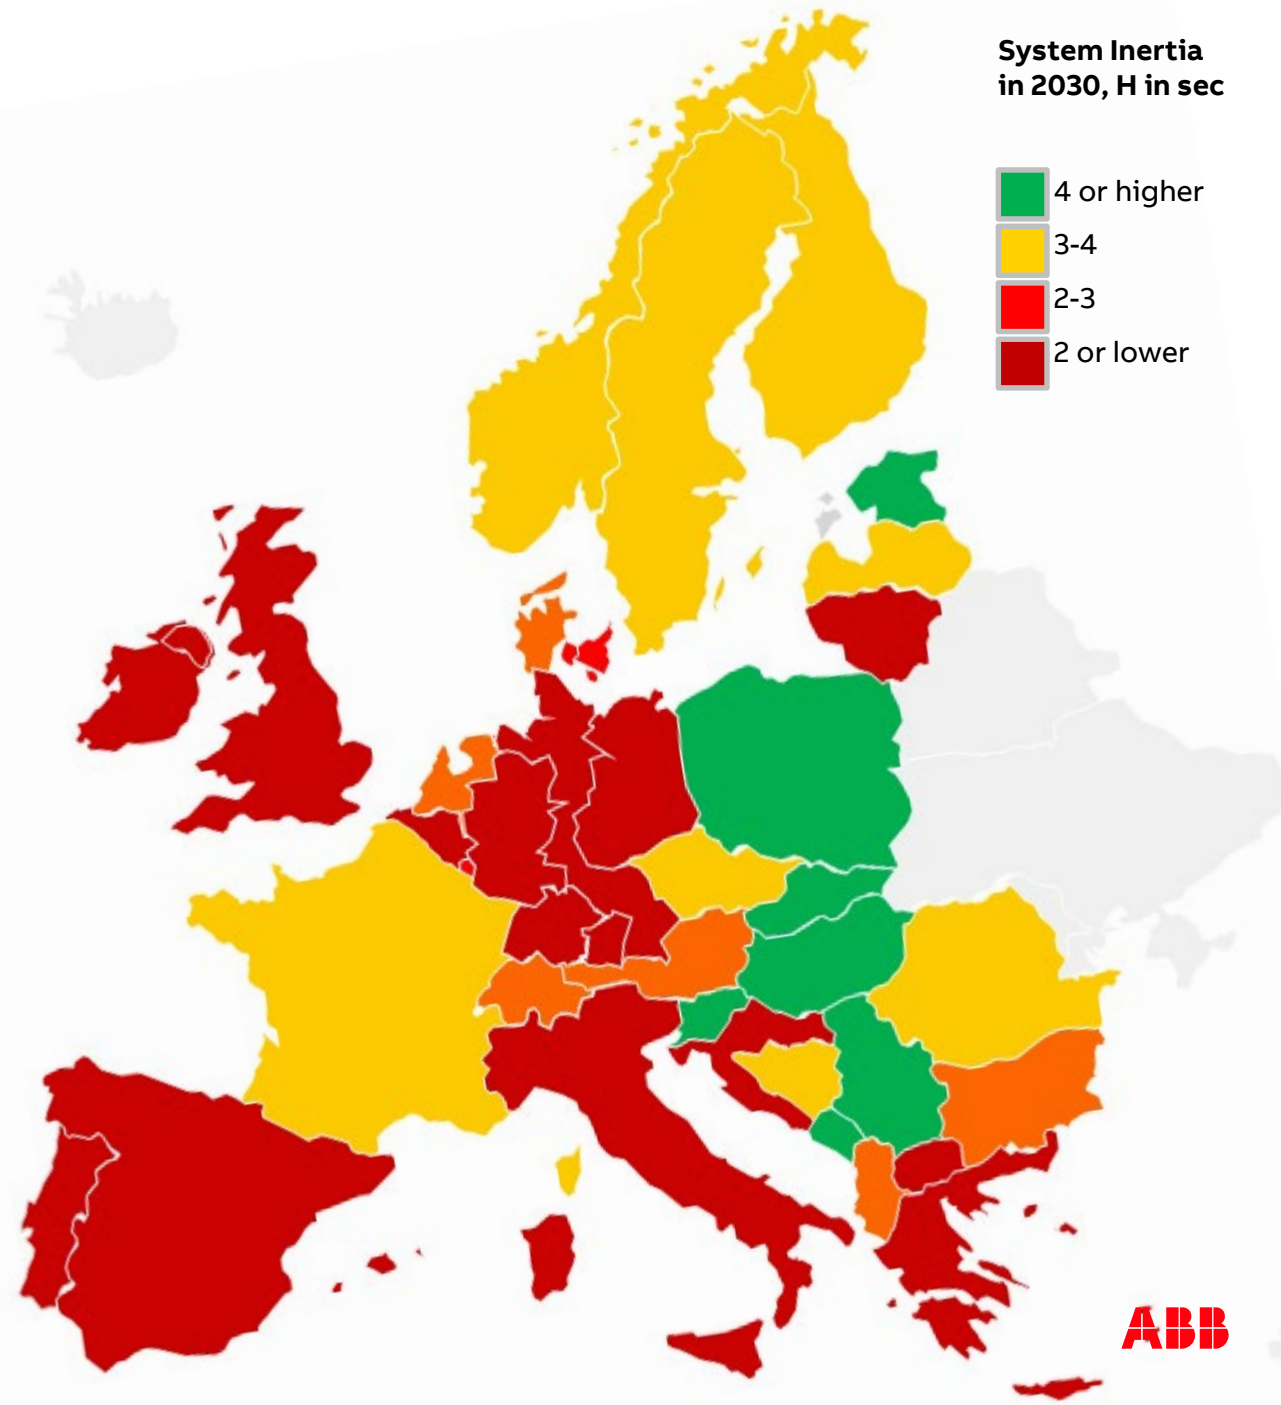 System Inertia
in 2030, H in sec
4 or higher
3-4
2-3
2 or lower
ABB